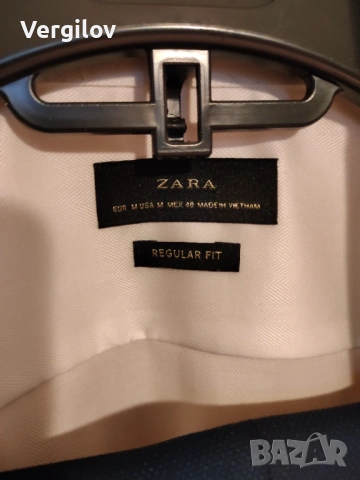 Vergilov
ZARA
EUR M USA M MEX 40 MADE IN VIETNAM
REGULAR FIT
BAZAR